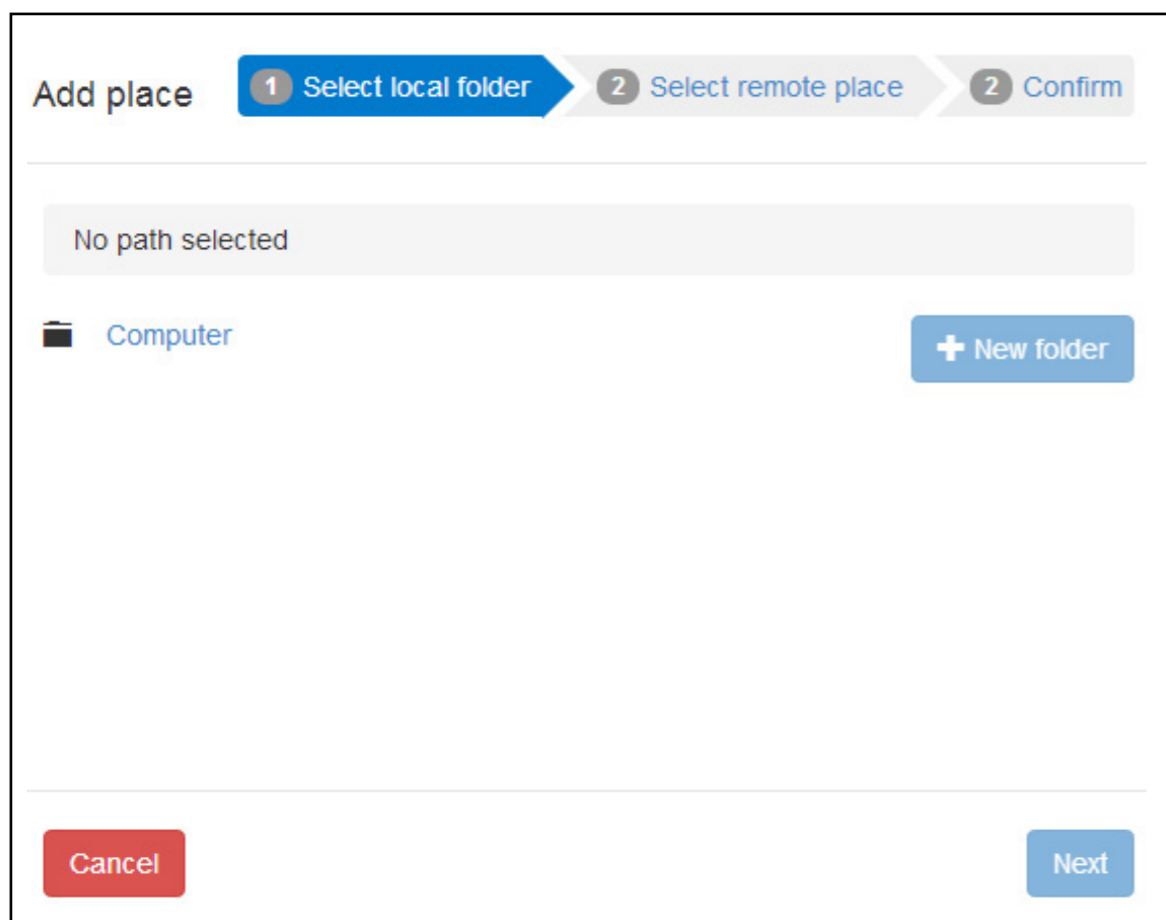 Add place
1 Select local folder
2 Select remote place
2 Confirm
No path selected
Computer
New folder
Cancel
Next